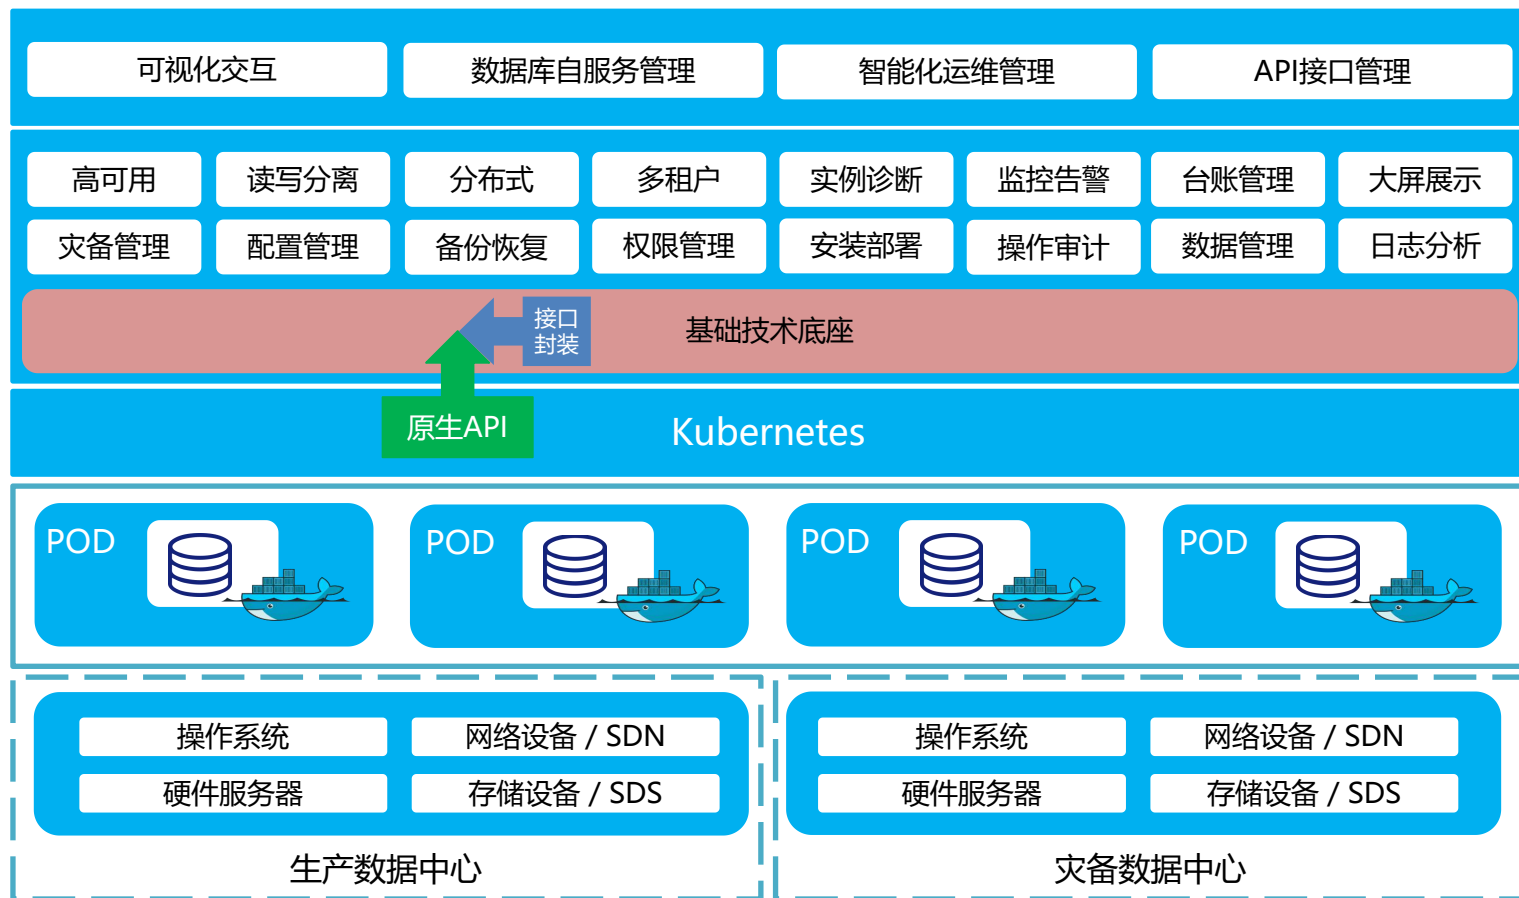 可视化交互
数据库自服务管理
智能化运维管理
API接口管理
高可用
读写分离
分布式
多租户
实例诊断
监控告警
台账管理
大屏展示
灾备管理
配置管理
备份恢复
权限管理
安装部署
操作审计
数据管理
日志分析
接口
封装
基础技术底座
原生API
Kubernetes
POD
POD
POD
POD
操作系统
网络设备 / SDN
操作系统
网络设备 / SDN
硬件服务器
存储设备 / SDS
硬件服务器
存储设备 / SDS
生产数据中心
灾备数据中心